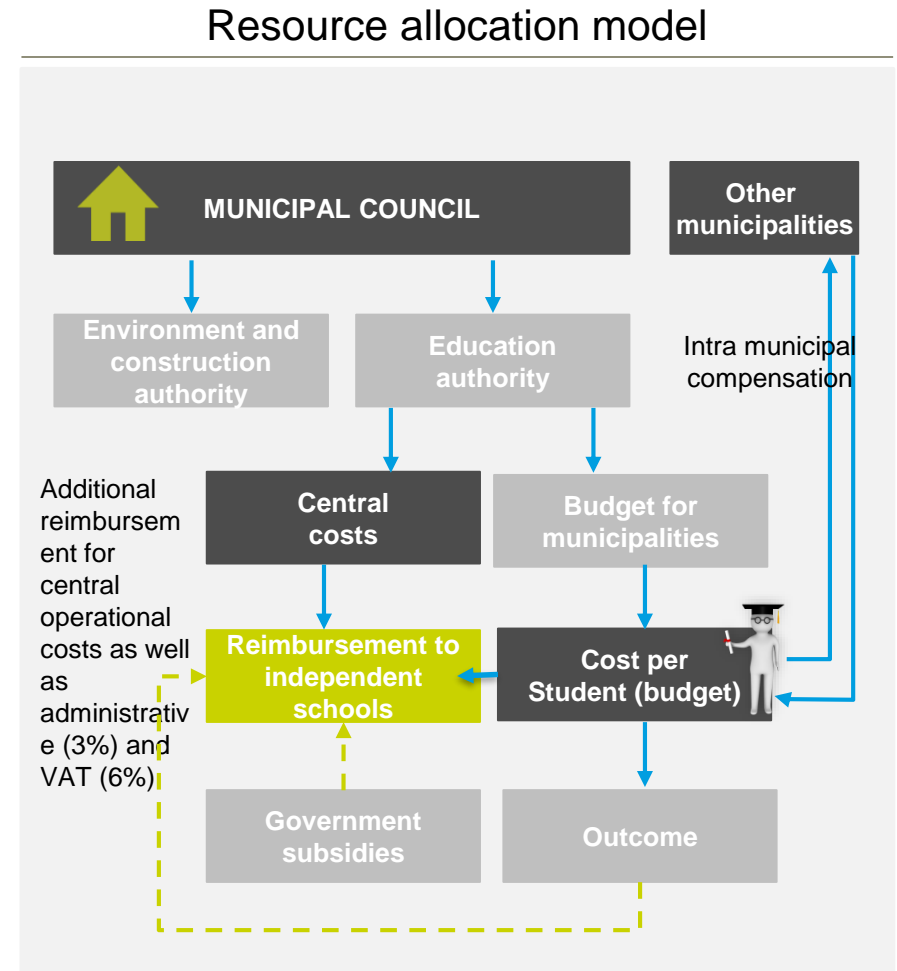 Resource allocation model
MUNICIPAL COUNCIL
Other
municipalities
Environment and
construction
authority
Education
authority
Intra municipal
compensation
Additional
reimbursem
ent for
central
operational
costs as well
as
administrativ
e (3%) and
VAT (6%)
Central
costs
Budget for
municipalities
Reimbursement to
independent
schools
Cost per
Student (budget)
Government
subsidies
Outcome